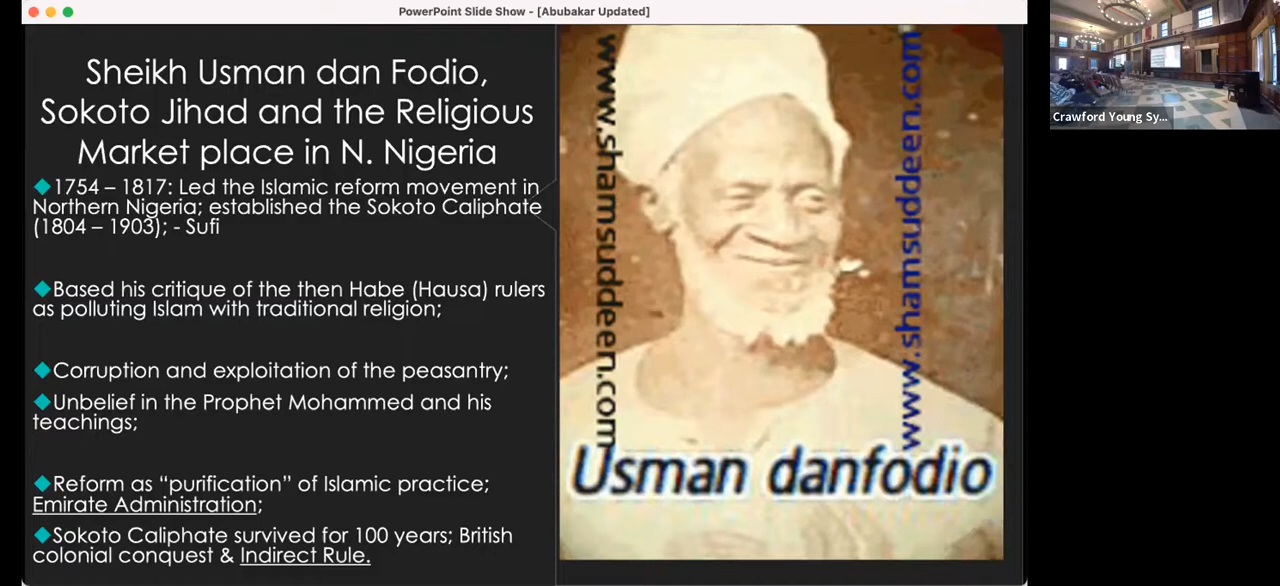 PowerPoint Slide Show - [Abubakar Updated]
Sheikh Usman dan Fodio,
Sokoto Jihad and the Religious
Market place in N. Nigeria
1754 – 1817: Led the Islamic reform movement in
Northern Nigeria; established the Sokoto Caliphate
(1804 – 1903); - Sufi
Based his critique of the then Habe (Hausa) rulers
as polluting Islam with traditional religion;
Corruption and exploitation of the peasantry;
Unbelief in the Prophet Mohammed and his
teachings;
Reform as “purification” of Islamic practice;
Emirate Administration;
Sokoto Caliphate survived for 100 years; British
colonial conquest & Indirect Rule.
www.shamsuddeen.com
www.shamsuddeen.com
Usman danfodio
Crawford Young Sy...